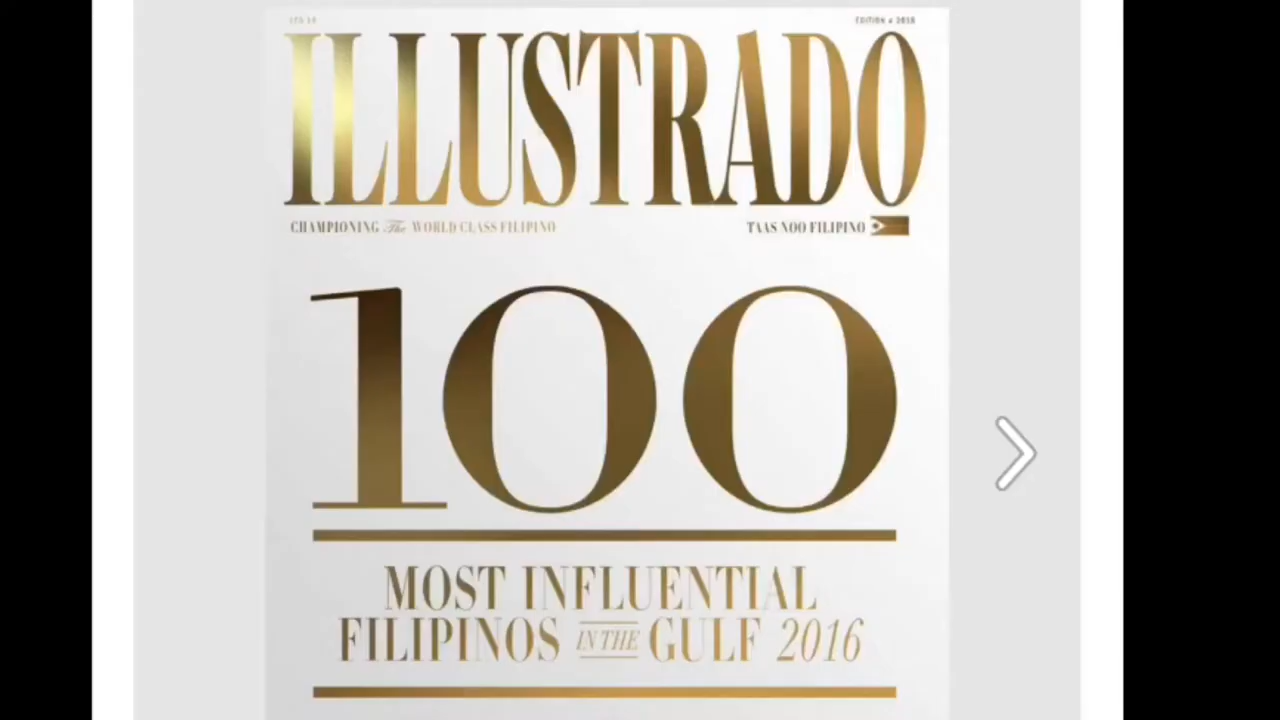 ILLUSTRADO
CHAMPIONING The WORLD CLASS FILIPINO
TAAS NOO FILIPINO
100
MOST INFLUENTIAL
FILIPINOS IN THE GULF 2016